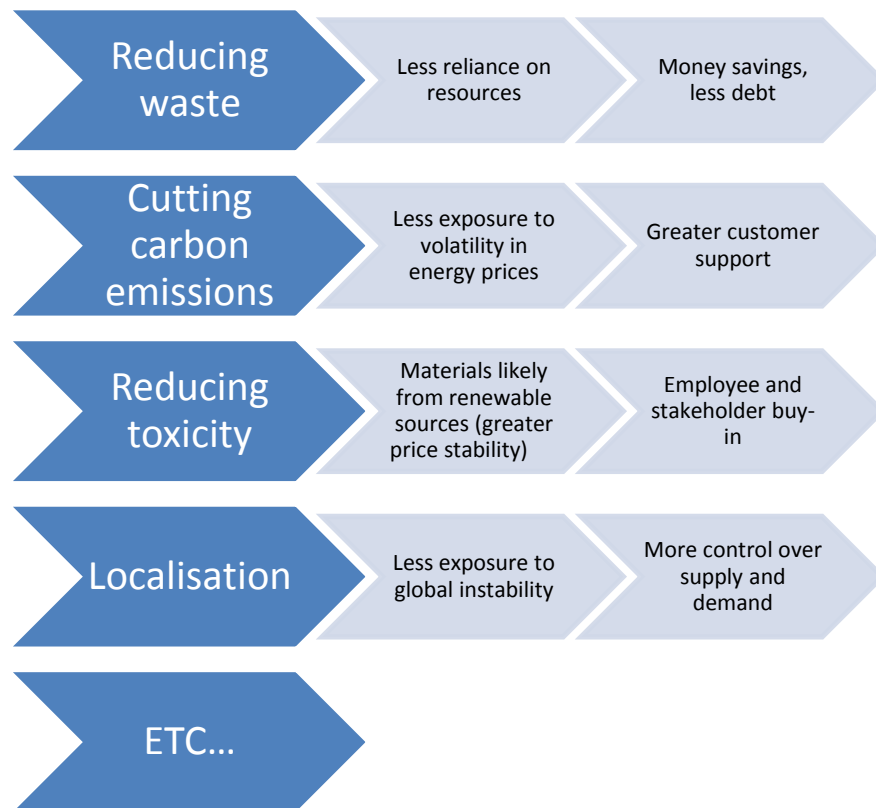 Reducing
waste
Less reliance on
resources
Money savings,
less debt
Cutting
carbon
emissions
Less exposure to
volatility in
energy prices
Greater customer
support
Reducing
toxicity
Materials likely
from renewable
sources (greater
price stability)
Employee and
stakeholder buy-
in
Localisation
Less exposure to
global instability
More control over
supply and
demand
ETC…